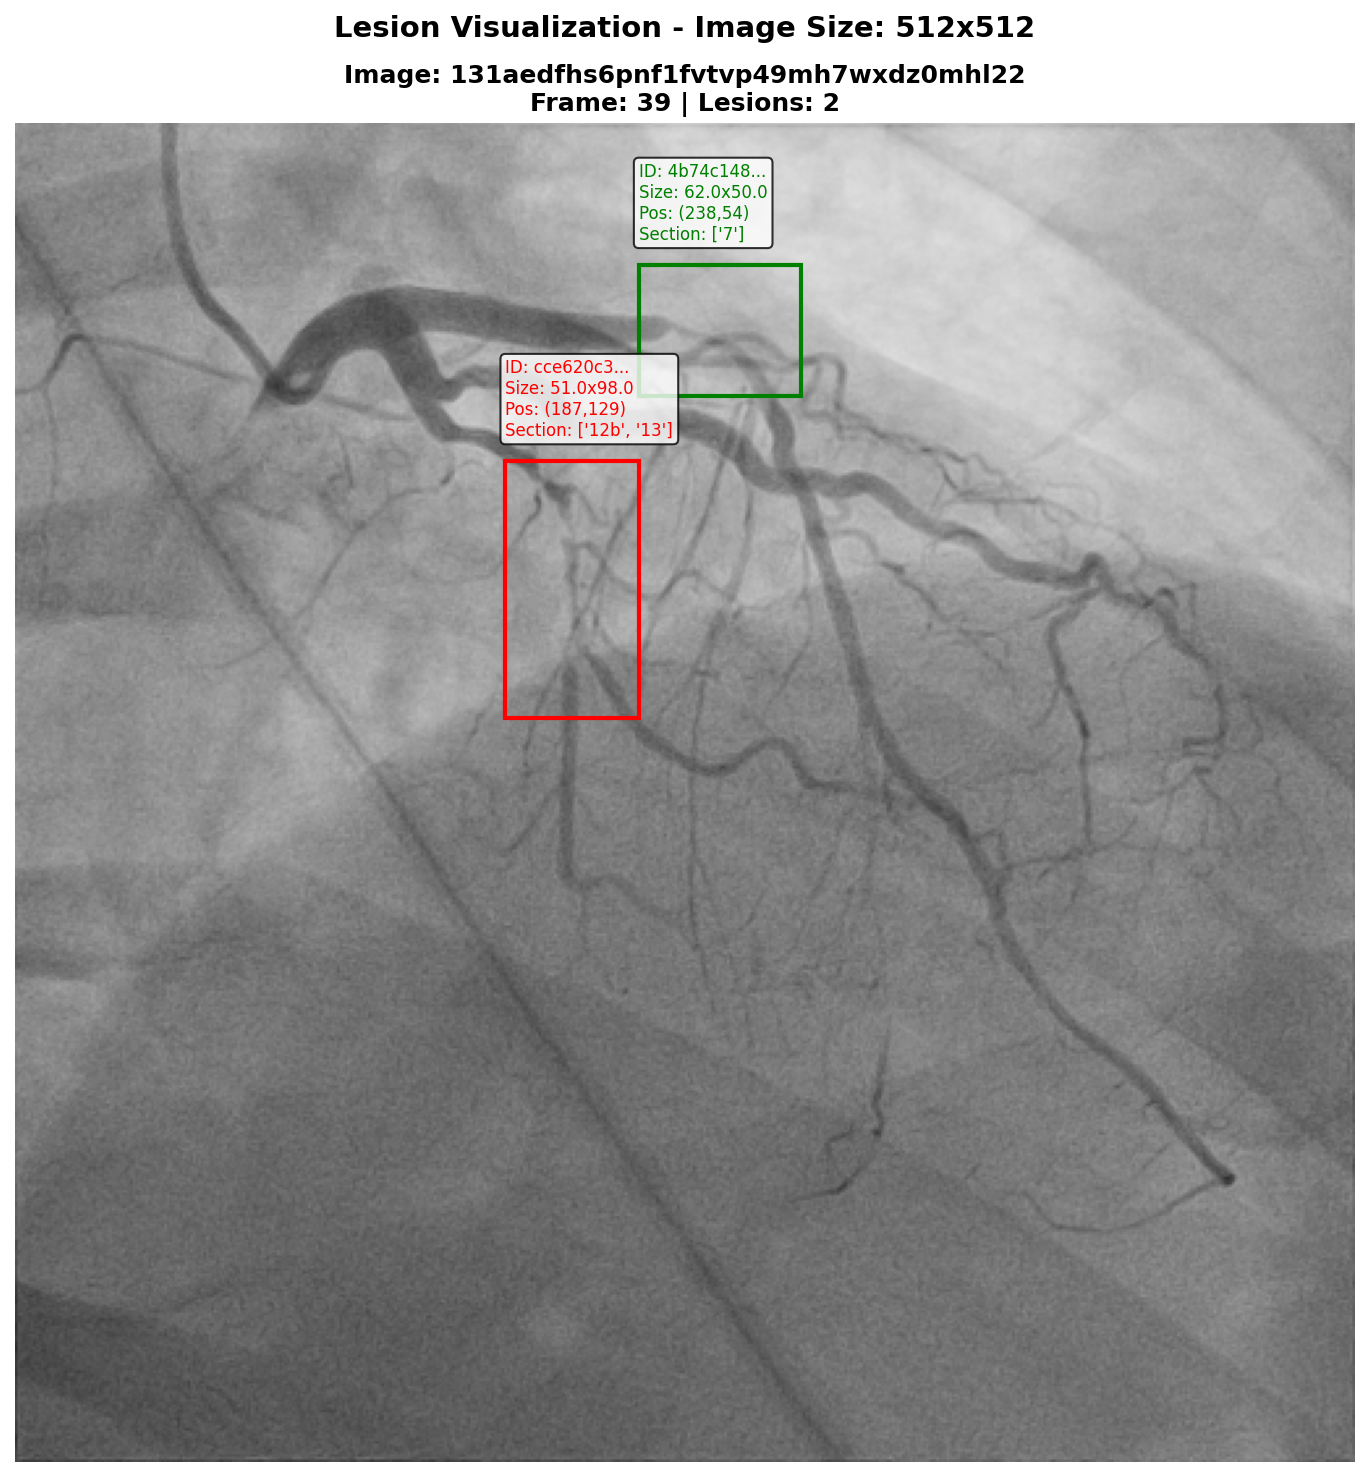 Lesion Visualization - Image Size: 512x512
Image: 131aedfhs6pnf1fvtvp49mh7wxdz0mhl22
Frame: 39 | Lesions: 2
ID: 4b74c148...
Size: 62.0x50.0
Pos: (238,54)
Section: ['7']
ID: cce620c3...
Size: 51.0x98.0
Pos: (187,129)
Section: ['12b', '13']